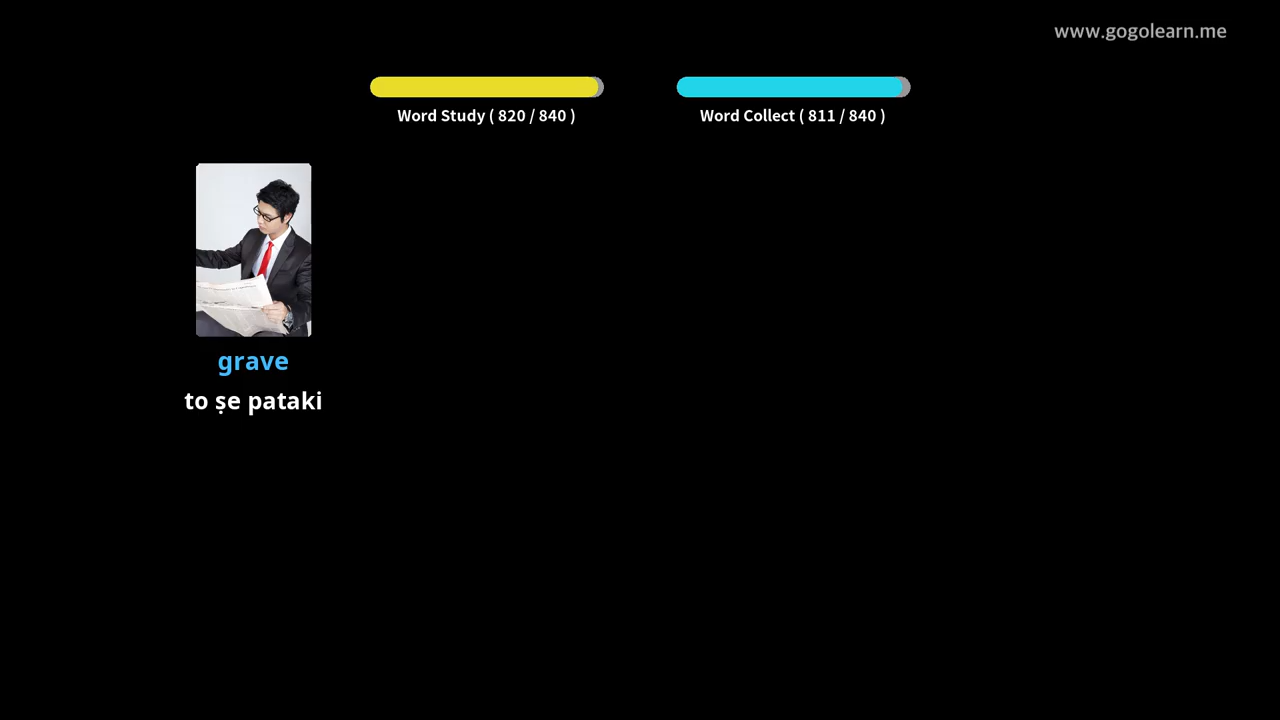 www.gogolearn.me
Word Study ( 820 / 840 )
Word Collect ( 811 / 840 )
grave
to ṣe pataki